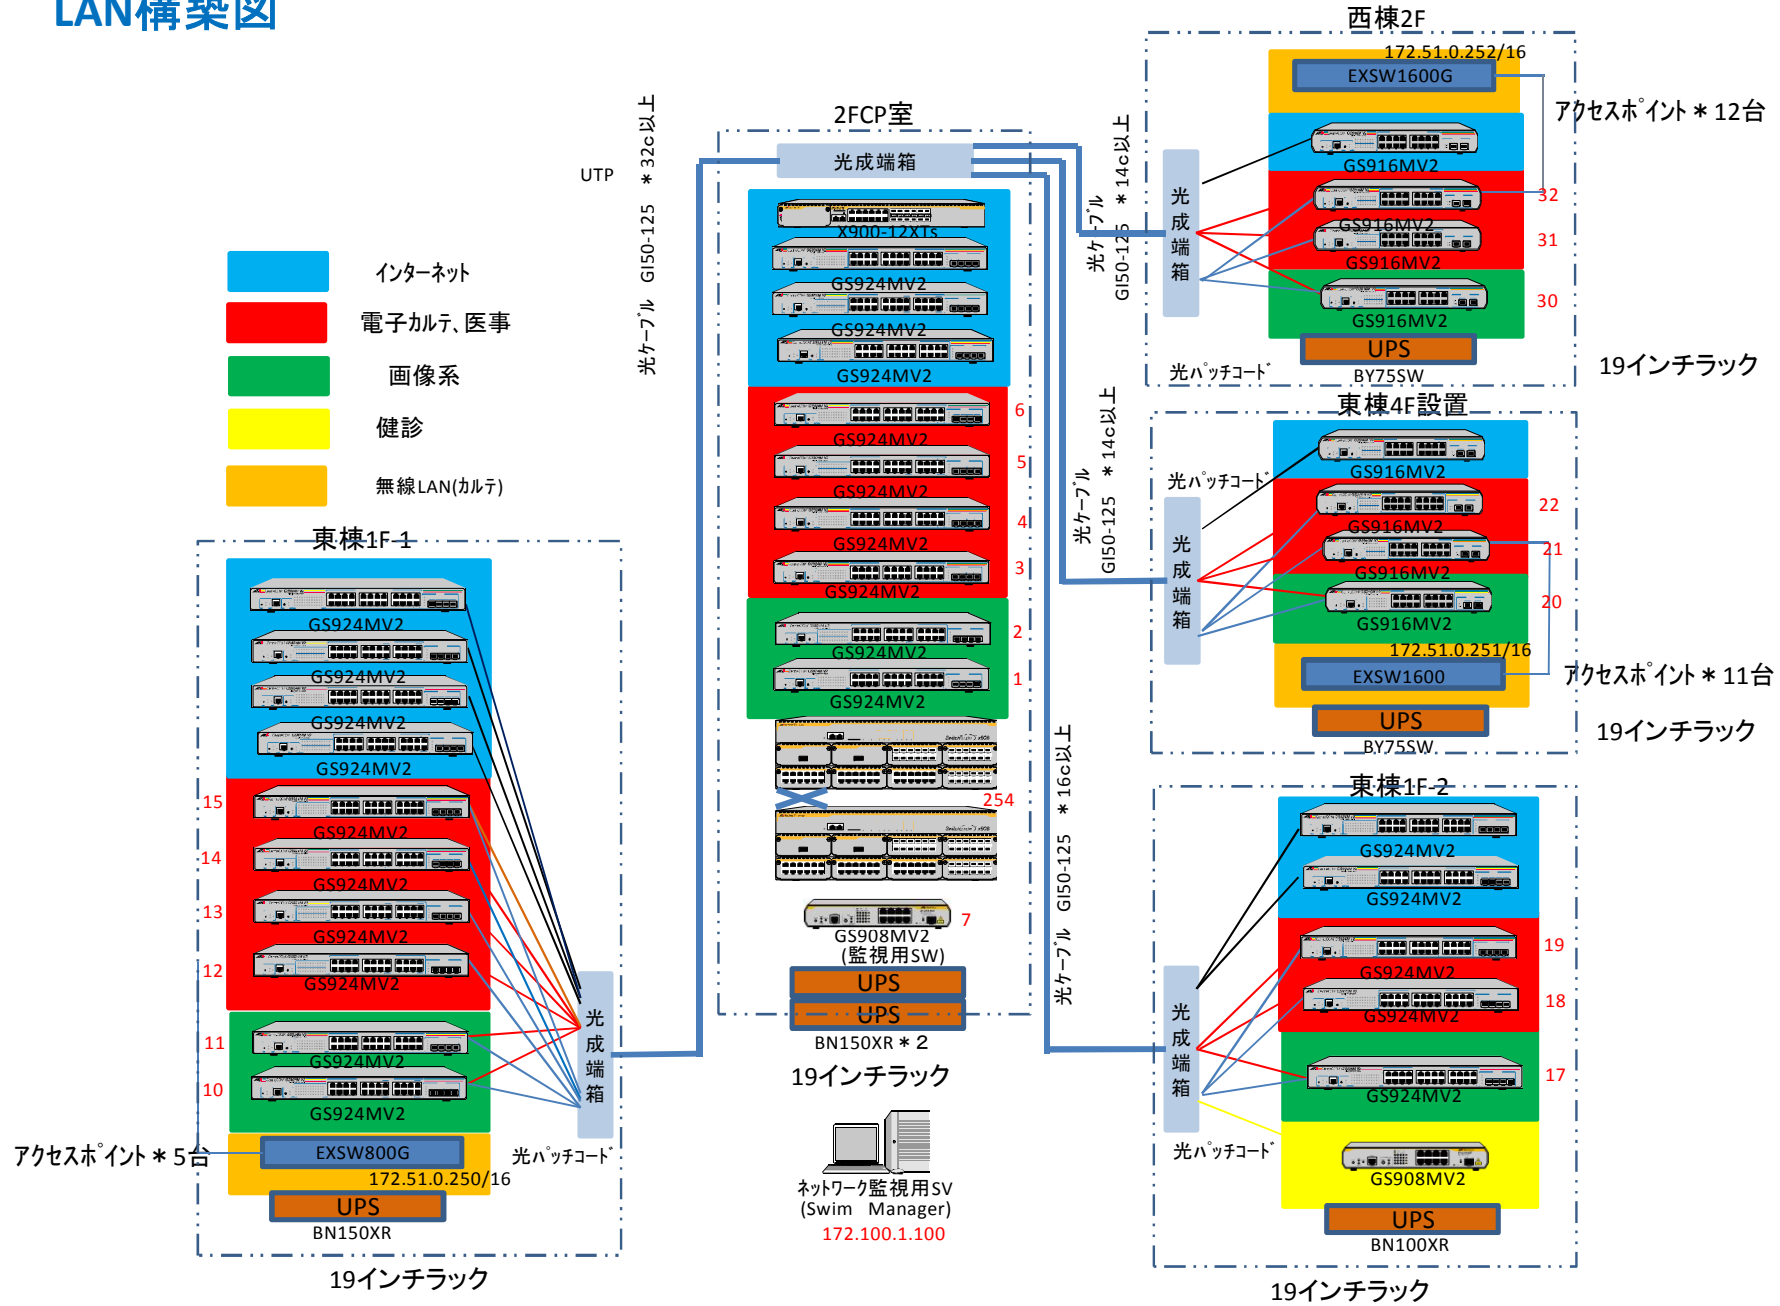 LAN構築図
インターネット
電子カルテ、医事
画像系
健診
無線LAN(カルテ)
東棟1F-1
GS924MV2
GS924MV2
GS924MV2
GS924MV2
15
GS924MV2
14
GS924MV2
13
GS924MV2
12
GS924MV2
11
GS924MV2
10
GS924MV2
アクセスポイント＊5台
EXSW800G
172.51.0.250/16
UPS
BN150XR
光成端箱
光パッチコード
19インチラック
UTP
光ケーブル GI50-125 ＊32c以上
2FCP室
光成端箱
X900-12XTs
GS924MV2
GS924MV2
GS924MV2
6
GS924MV2
5
GS924MV2
4
GS924MV2
3
GS924MV2
2
GS924MV2
1
GS924MV2
254
7
GS908MV2
(監視用SW)
UPS
UPS
BN150XR＊2
19インチラック
ネットワーク監視用SV
(Swim Manager)
172.100.1.100
光ケーブル
GI50-125 ＊14c以上
西棟2F
172.51.0.252/16
EXSW1600G
アクセスポイント＊12台
光成端箱
GS916MV2
32
GS916MV2
31
GS916MV2
30
GS916MV2
UPS
BY75SW
光パッチコード
19インチラック
光ケーブル
GI50-125 ＊14c以上
東棟4F設置
光パッチコード
光成端箱
GS916MV2
22
GS916MV2
21
GS916MV2
20
GS916MV2
172.51.0.251/16
EXSW1600
アクセスポイント＊11台
UPS
BY75SW
19インチラック
光ケーブル GI50-125 ＊16c以上
東棟1F-2
GS924MV2
GS924MV2
19
GS924MV2
18
GS924MV2
17
GS924MV2
光成端箱
光パッチコード
GS908MV2
UPS
BN100XR
19インチラック